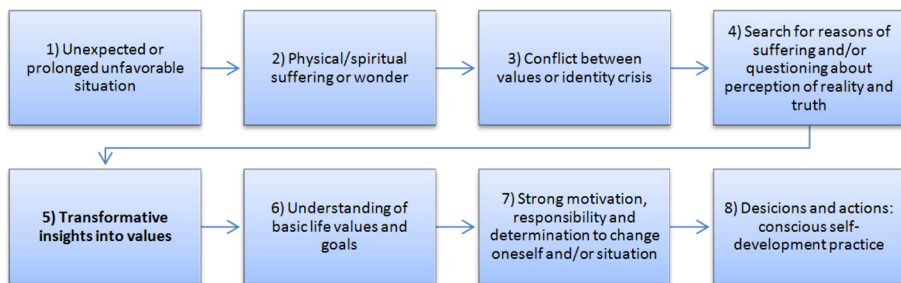 1) Unexpected or
prolonged unfavorable
situation
2) Physical/spiritual
suffering or wonder
3) Conflict between
values or identity crisis
4) Search for reasons of
suffering and/or
questioning about
perception of reality and
truth
5) Transformative
insights into values
6) Understanding of
basic life values and
goals
7) Strong motivation,
responsibility and
determination to change
oneself and/or situation
8) Desicions and actions:
conscious self-
development practice